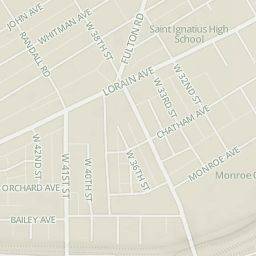 JOHN AVE
WHITMAN AVE
RANDALL RD
W 38TH ST
FULTON RD
Saint Ignatius High
School
LORAIN AVE
W 33RD ST
W 32ND ST
CHATHAM AVE
W 42ND ST
W 41ST ST
W 40TH ST
W 36TH ST
MONROE AVE
Monroe
ORCHARD AVE
BAILEY AVE